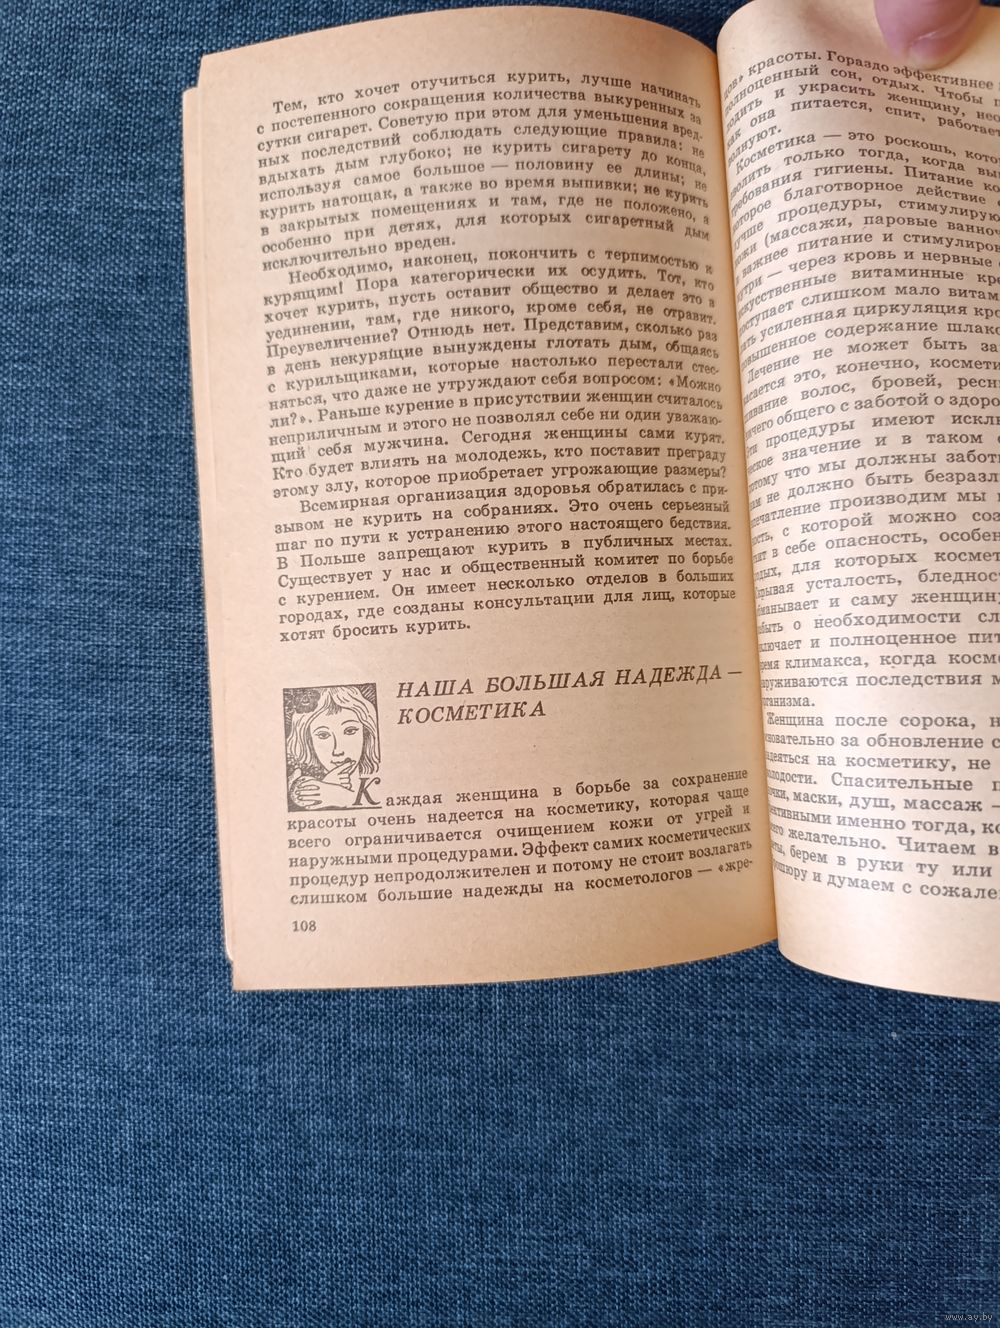 Тем, кто хочет отучиться курить, лучше начинать
с постепенного сокращения количества выкуренных за
сутки сигарет. Советую при этом для уменьшения вред-
ных последствий соблюдать следующие правила: не
вдыхать дым глубоко; не курить сигарету до конца,
используя самое большое — половину ее длины; не
курить натощак, а также во время выпивки; не курить
в закрытых помещениях и там, где не положено, а
особенно при детях, для которых сигаретный дым
исключительно вреден.
Необходимо, наконец, покончить с терпимостью к
курящим! Пора категорически их осудить. Тот, кто
хочет курить, пусть оставит общество и делает это в
уединении, там, где никого, кроме себя, не отравит.
Преувеличение? Отнюдь нет. Представим, сколько раз
в день некурящие вынуждены глотать дым, общаясь
с курильщиками, которые настолько перестали стес-
няться, что даже не утруждают себя вопросом: «Можно
ли?». Раньше курение в присутствии женщин считалось
неприличным и этого не позволял себе ни один уважаю-
щий себя мужчина. Сегодня женщины сами курят.
Кто будет влиять на молодежь, кто поставит преграду
этому злу, которое приобретает угрожающие размеры?
Всемирная организация здоровья обратилась с при-
зывом не курить на собраниях. Это очень серьезный
шаг по пути к устранению этого настоящего бедствия.
В Польше запрещают курить в публичных местах.
Существует у нас и общественный комитет по борьбе
с курением. Он имеет несколько отделов в больших
городах, где созданы консультации для лиц, которые
хотят бросить курить.
НАША БОЛЬШАЯ НАДЕЖДА —
КОСМЕТИКА
Каждая женщина в борьбе за сохранение
красоты очень надеется на косметику, которая чаще
всего ограничивается очищением кожи от угрей и
наружными процедурами. Эффект самих косметических
процедур непродолжителен и потому не стоит возлагать
слишком большие надежды на косметологов — «жре-
108
красоты. Гораздо эффективнее
сон, отдых. Чтобы
и украсить женщину,
как она питается, спит, работает
волнуют.
Косметика — это роскошь,
только тогда, когда
гигиены. Питание
благотворное действие
процедуры,
(массажи, паровые
важнее питание и
через кровь и нервные
витаминные
слишком мало
усиленная циркуляция
содержание
Лечение не может быть
это, конечно,
волос, бровей,
общего с заботой о
процедуры имеют
значение и в таком
что мы должны
не должно быть
производим мы
с которой можно
в себе опасность,
для которых
усталость,
и саму
о необходимости
и полноценное
климакса, когда
последствия

Женщина после сорока,
за обновление
на косметику, не
Спасительные
маски, душ, массаж —
именно тогда,
желательно. Читаем
берем в руки ту или
и думаем с
www.ay.by